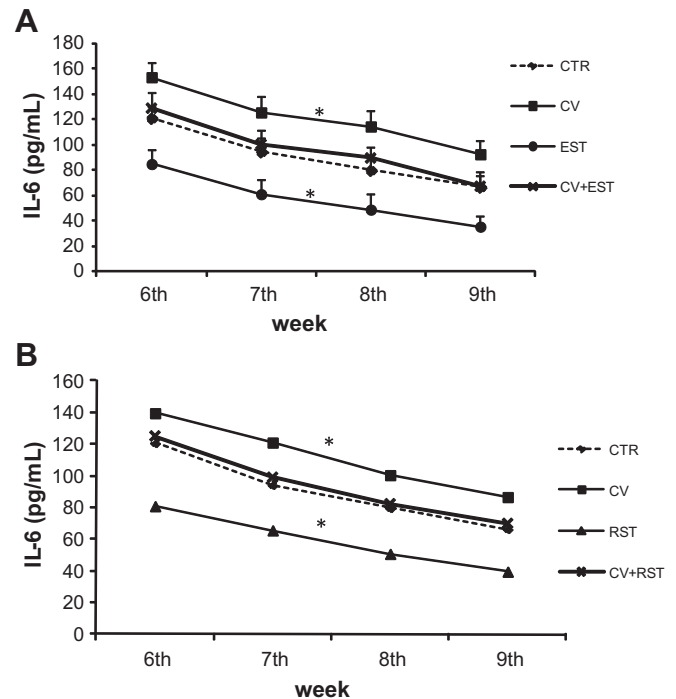 A
IL-6 (pg/mL)
180
160
140
120
100
80
60
40
20
0
*
*
6th 7th 8th 9th
week
CTR
CV
EST
CV+EST
B
IL-6 (pg/mL)
160
140
120
100
80
60
40
20
0
*
*
6th 7th 8th 9th
week
CTR
CV
RST
CV+RST